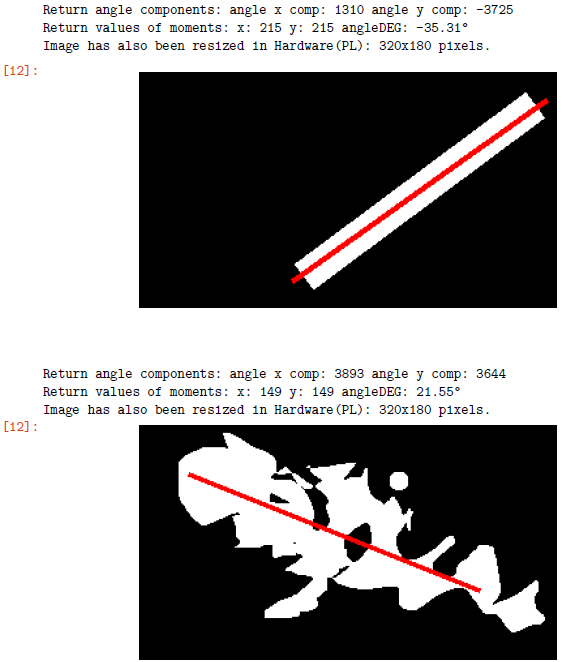 Return angle components: angle x comp: 1310 angle y comp: -3725
Return values of moments: x: 215 y: 215 angleDEG: -35.31°
Image has also been resized in Hardware(PL): 320x180 pixels.
[12]:
Return angle components: angle x comp: 3893 angle y comp: 3644
Return values of moments: x: 149 y: 149 angleDEG: 21.55°
Image has also been resized in Hardware(PL): 320x180 pixels.
[12]: